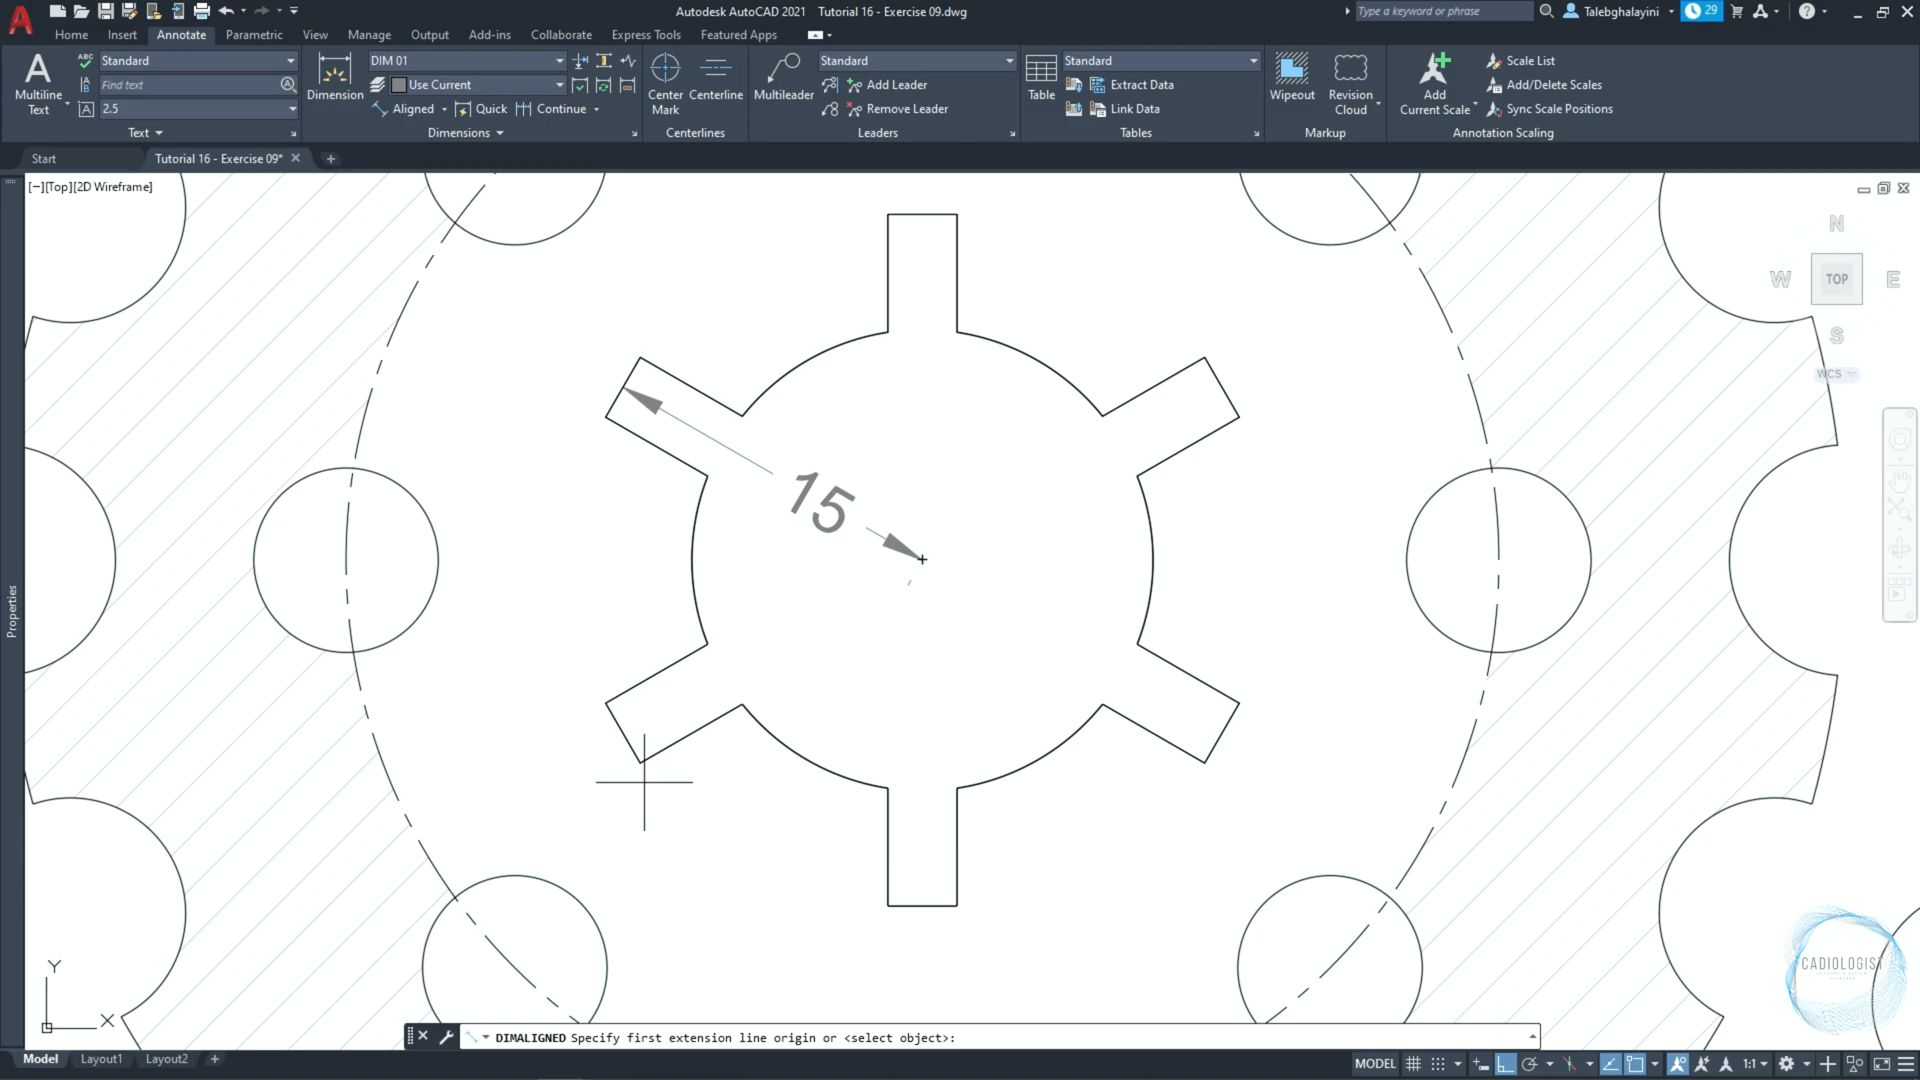 Autodesk AutoCAD 2021 Tutorial 16 - Exercise 09.dwg
Type a keyword or phrase
Talebghalayini
29
Home Insert Annotate Parametric View Manage Output Add-ins Collaborate Express Tools Featured Apps
A
Multiline
Text
ABC
Standard
Find text
2.5
Text
Dimension
DIM 01
Use Current
Aligned Quick Continue
Dimensions
Center
Mark
Centerline
Centerlines
Multileader
Standard
Add Leader
Remove Leader
Leaders
Table
Standard
Extract Data
Link Data
Tables
Wipeout
Revision
Cloud
Markup
Add
Current Scale
Scale List
Add/Delete Scales
Sync Scale Positions
Annotation Scaling
Start
Tutorial 16 - Exercise 09*
[−][Top][2D Wireframe]
N
W TOP E
S
WCS
15
Properties
Y
X
CADIOLOGIST
DIMALIGNED Specify first extension line origin or <select object>:
Model Layout1 Layout2
MODEL
1:1